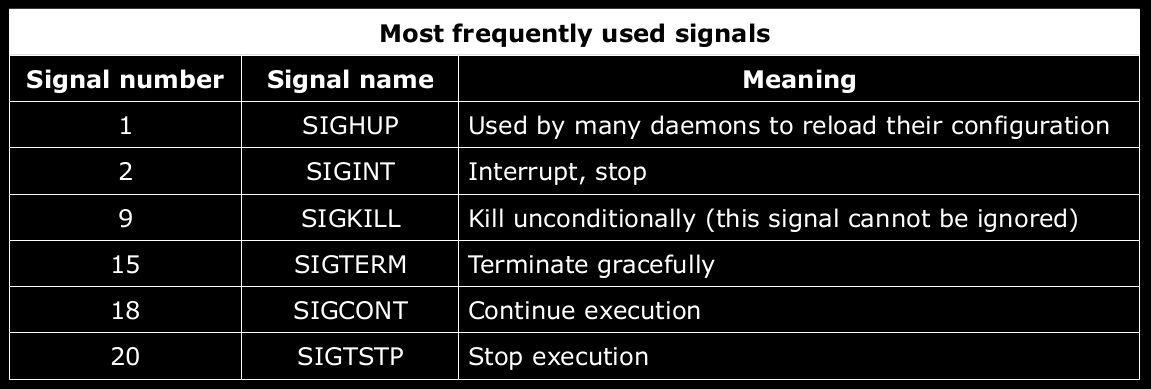 Most frequently used signals
Signal number Signal name Meaning
1 SIGHUP Used by many daemons to reload their configuration
2 SIGINT Interrupt, stop
9 SIGKILL Kill unconditionally (this signal cannot be ignored)
15 SIGTERM Terminate gracefully
18 SIGCONT Continue execution
20 SIGTSTP Stop execution